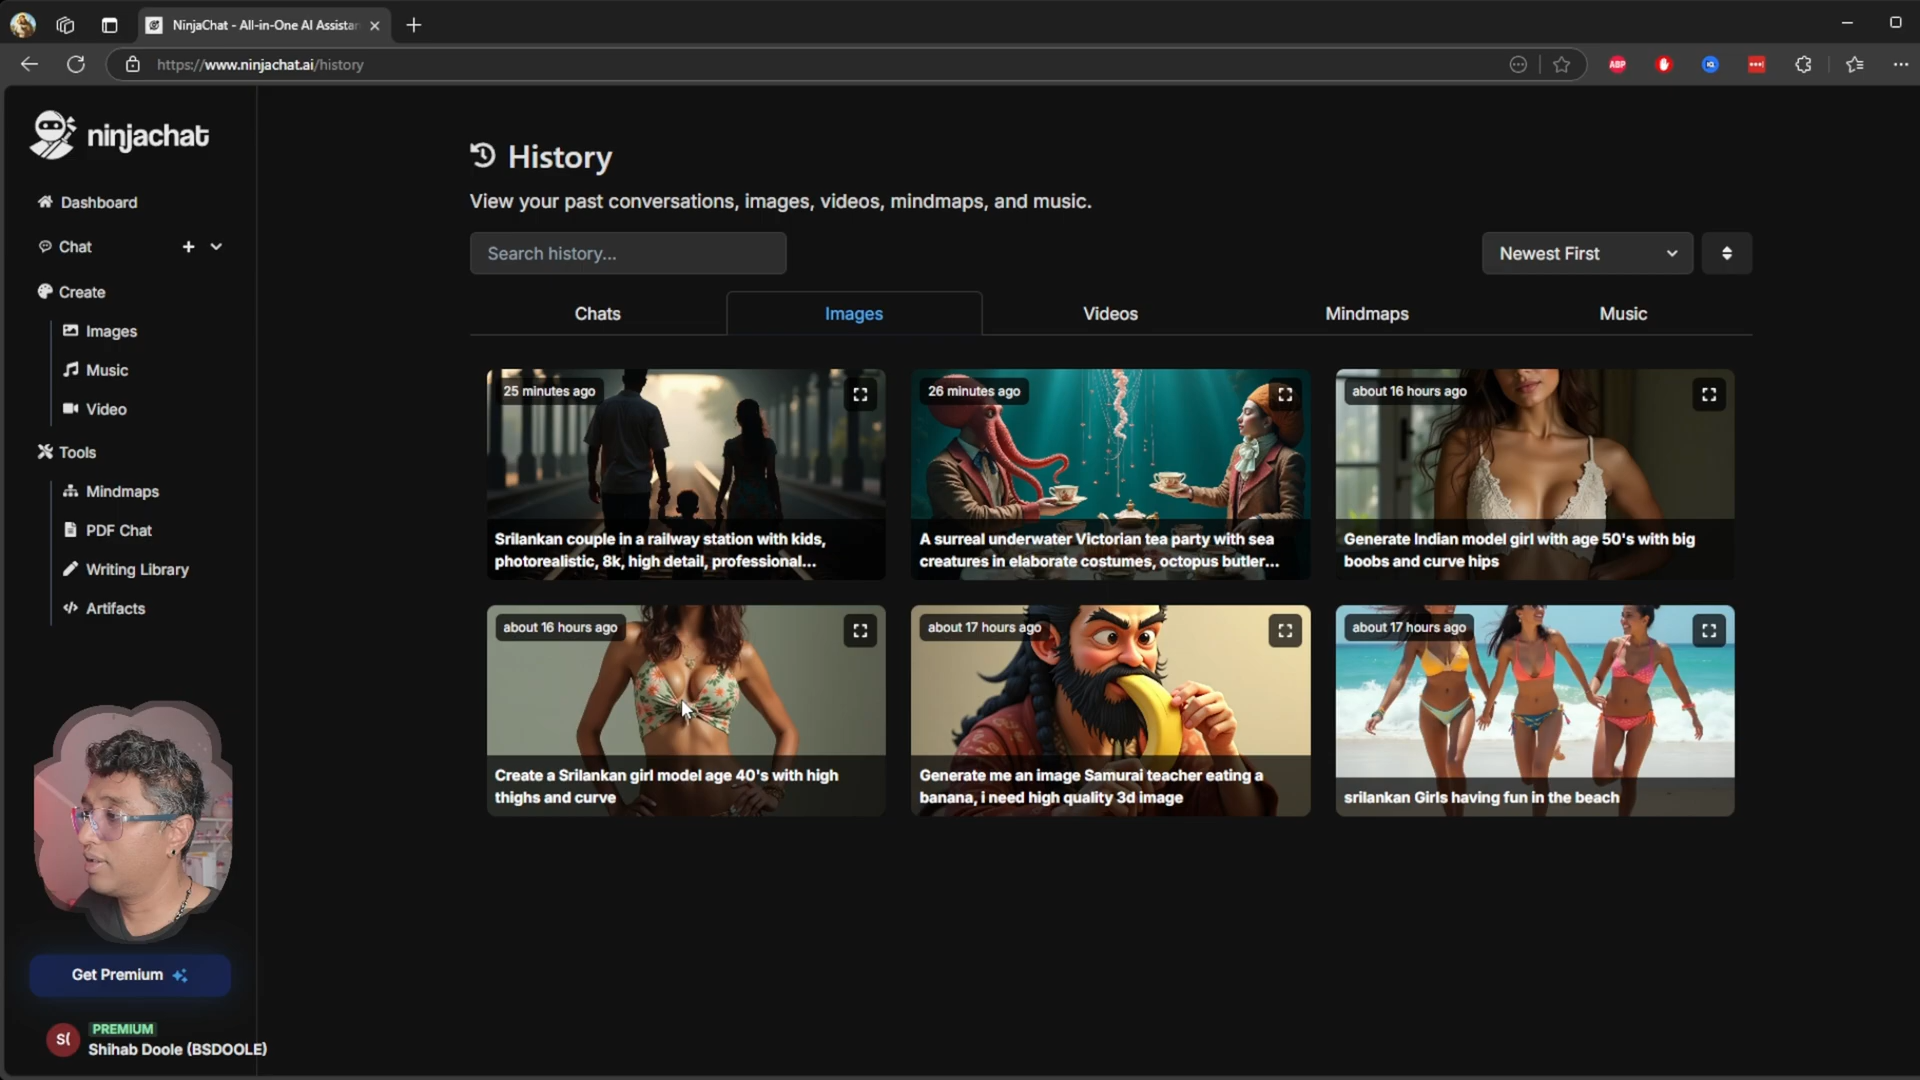 NinjaChat - All-in-One AI Assistan
https://www.ninjachat.ai/history
ABP
ninjachat
Dashboard
Chat
Create
Images
Music
Video
Tools
Mindmaps
PDF Chat
Writing Library
Artifacts
Get Premium
S(
PREMIUM
Shihab Doole (BSDOOLE)
History
View your past conversations, images, videos, mindmaps, and music.
Search history...
Newest First
Chats
Images
Videos
Mindmaps
Music
25 minutes ago
Srilankan couple in a railway station with kids,
photorealistic, 8k, high detail, professional...
26 minutes ago
A surreal underwater Victorian tea party with sea
creatures in elaborate costumes, octopus butler...
about 16 hours ago
Generate Indian model girl with age 50's with big
boobs and curve hips
about 16 hours ago
Create a Srilankan girl model age 40's with high
thighs and curve
about 17 hours ago
Generate me an image Samurai teacher eating a
banana, i need high quality 3d image
about 17 hours ago
srilankan Girls having fun in the beach